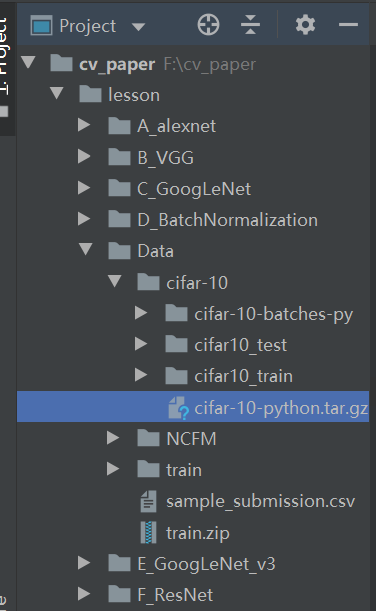 Project
1: Project
cv_paper F:\cv_paper
lesson
A_alexnet
B_VGG
C_GoogLeNet
D_BatchNormalization
Data
cifar-10
cifar-10-batches-py
cifar10_test
cifar10_train
cifar-10-python.tar.gz
NCFM
train
sample_submission.csv
train.zip
E_GoogLeNet_v3
F_ResNet